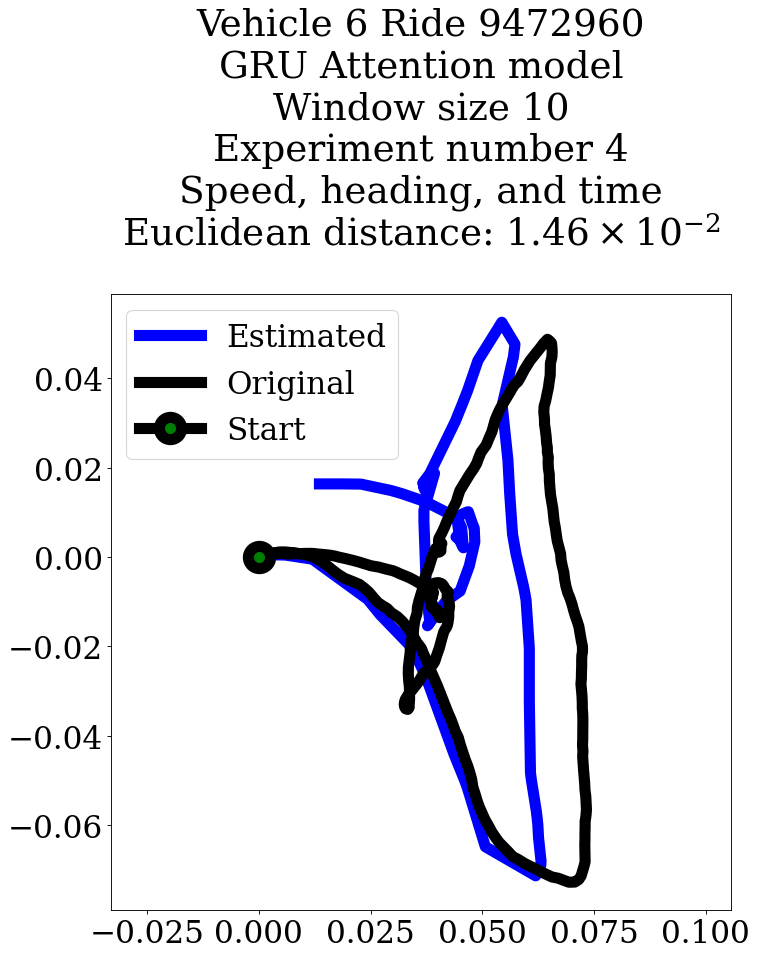 Vehicle 6 Ride 9472960
GRU Attention model
Window size 10
Experiment number 4
Speed, heading, and time
Euclidean distance: 1.46 × 10⁻²
Estimated
Original
Start
0.04
0.02
0.00
−0.02
−0.04
−0.06
−0.025 0.000 0.025 0.050 0.075 0.100